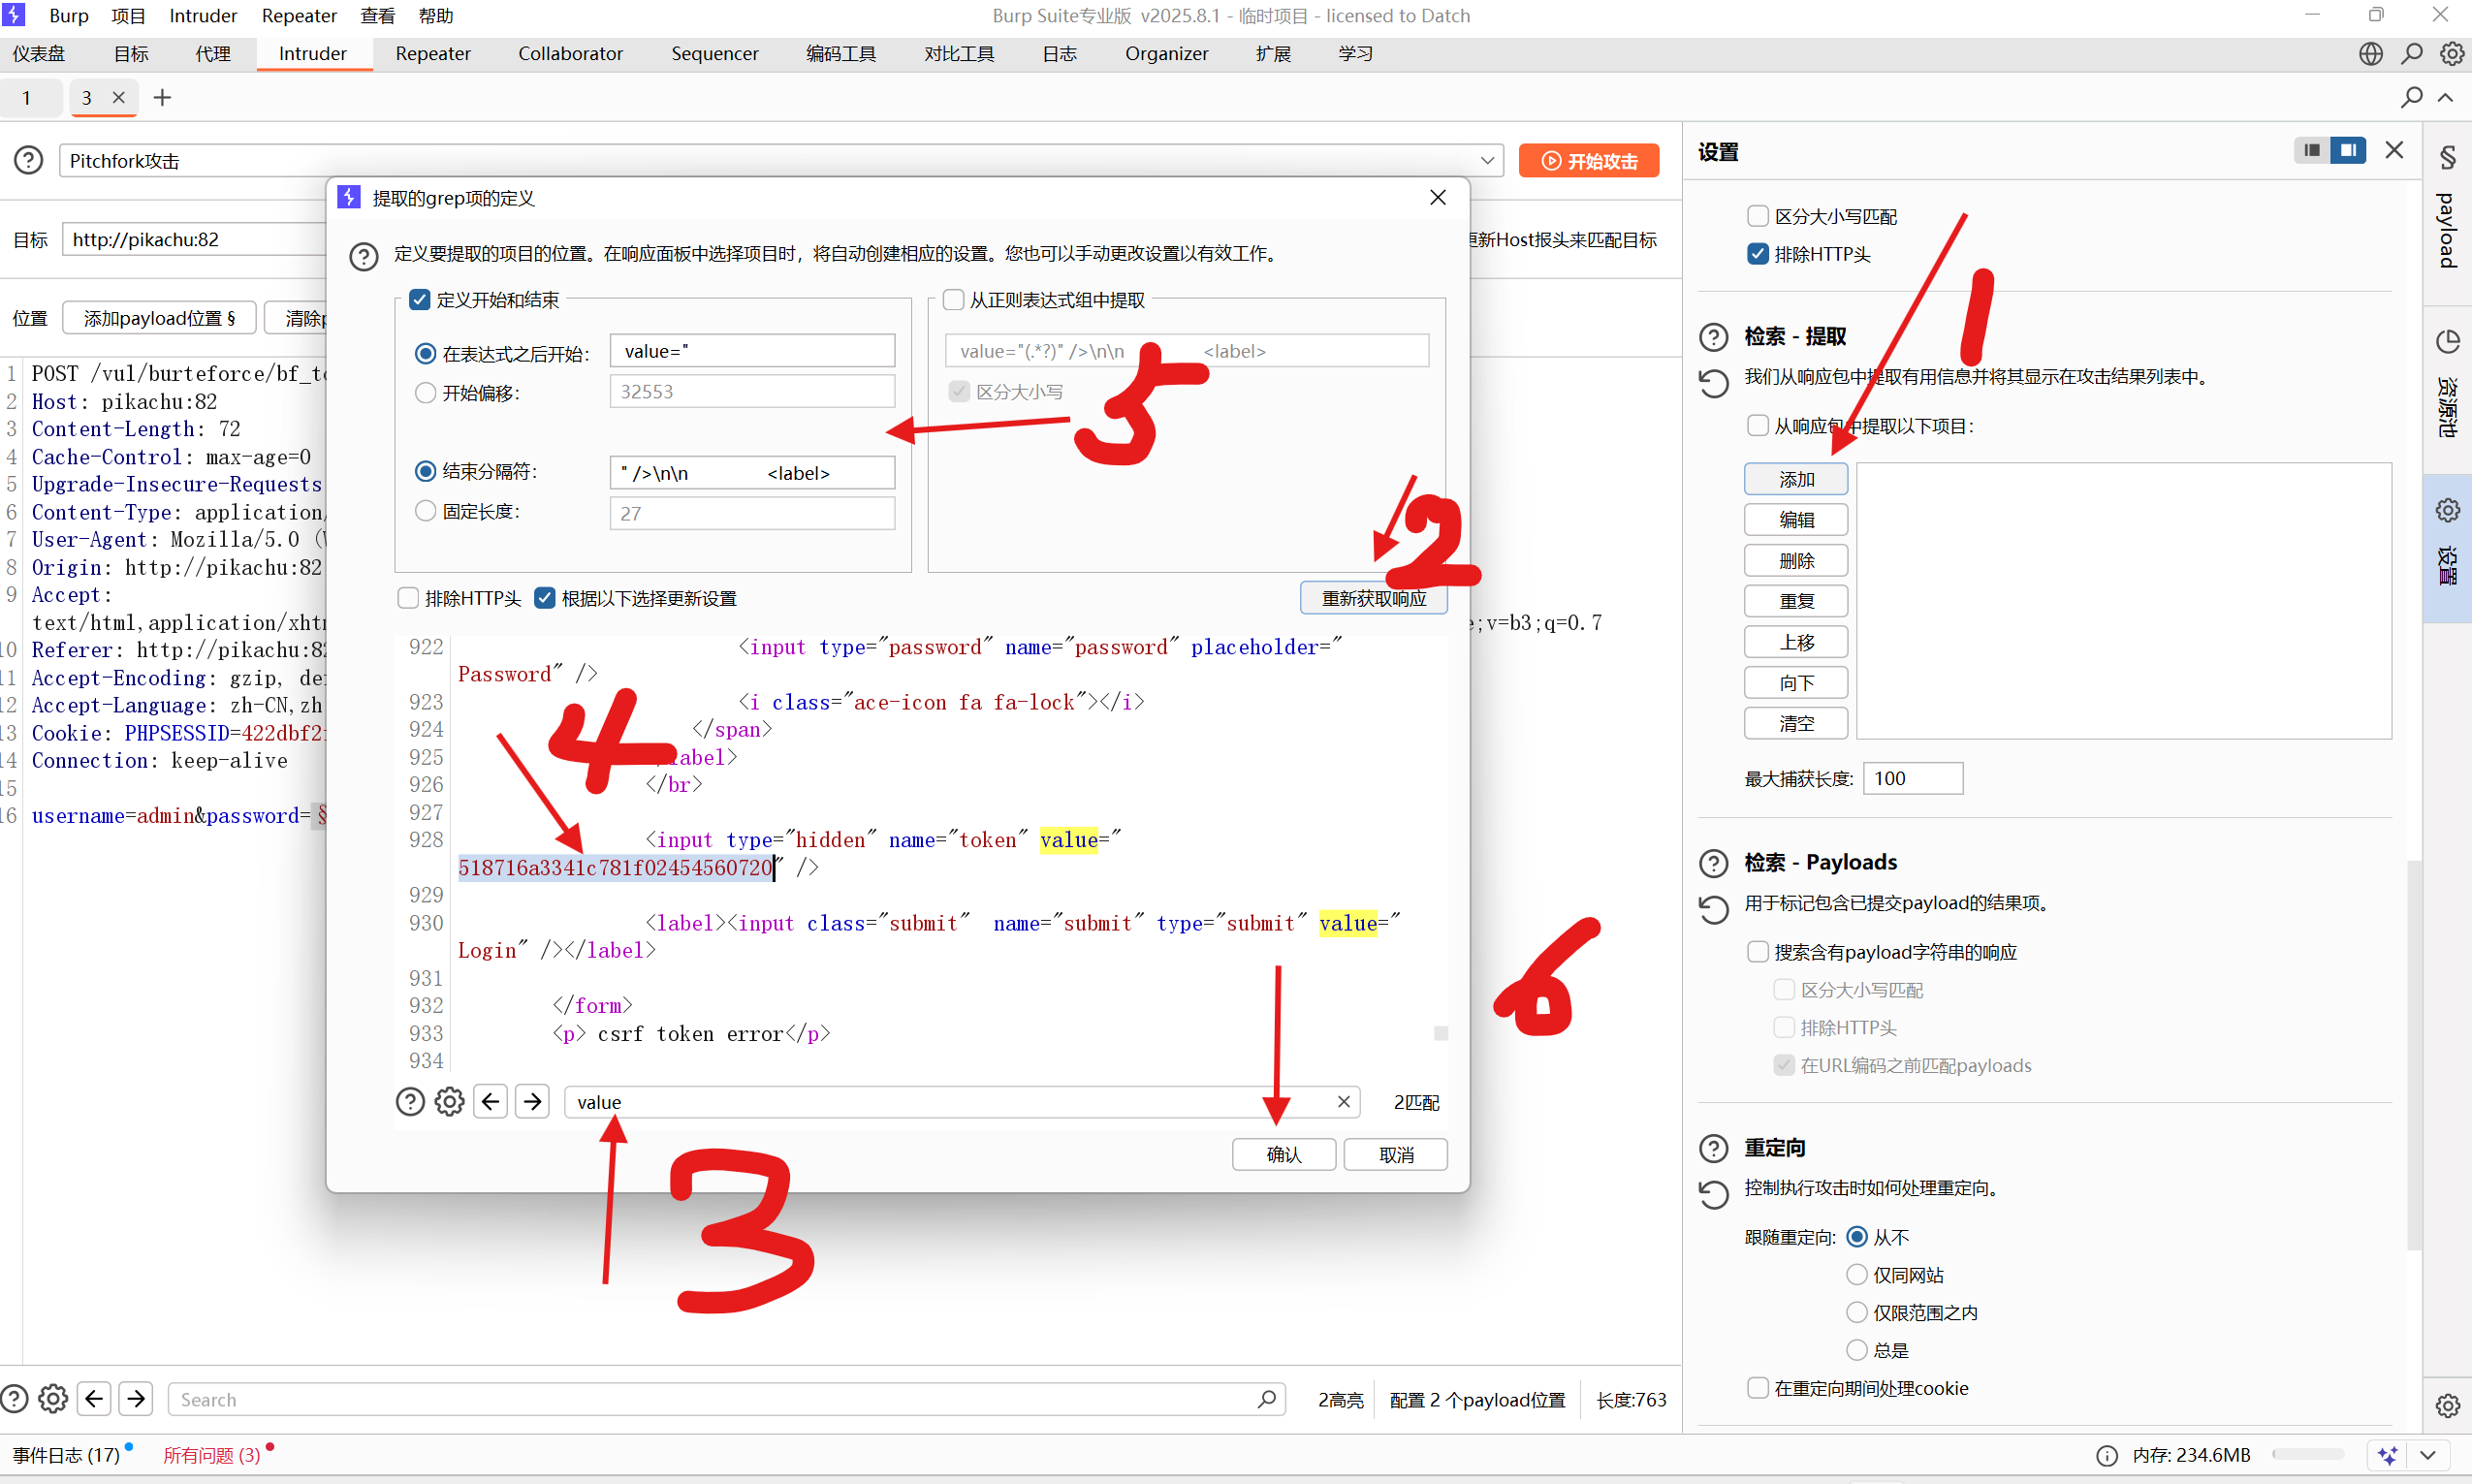 Burp 项目 Intruder Repeater 查看 帮助
Burp Suite专业版 v2025.8.1 - 临时项目 - licensed to Datch
仪表盘 目标 代理 Intruder Repeater Collaborator Sequencer 编码工具 对比工具 日志 Organizer 扩展 学习
1 3 × +
Pitchfork攻击
开始攻击
目标 http://pikachu:82
更新Host报头来匹配目标
位置 添加payload位置 § 清除p
1 POST /vul/burteforce/bf_to
2 Host: pikachu:82
3 Content-Length: 72
4 Cache-Control: max-age=0
5 Upgrade-Insecure-Requests
6 Content-Type: application/
7 User-Agent: Mozilla/5.0 (W
8 Origin: http://pikachu:82
9 Accept:
text/html,application/xhtm
e;v=b3;q=0.7
10 Referer: http://pikachu:82
11 Accept-Encoding: gzip, de
12 Accept-Language: zh-CN,zh
13 Cookie: PHPSESSID=422dbf2f
14 Connection: keep-alive
15
16 username=admin&password=§
提取的grep项的定义
定义要提取的项目的位置。在响应面板中选择项目时，将自动创建相应的设置。您也可以手动更改设置以有效工作。
定义开始和结束
在表达式之后开始: value="
开始偏移: 32553
结束分隔符: " />\n\n <label>
固定长度: 27
从正则表达式组中提取
value="(.*?)" />\n\n <label>
区分大小写
排除HTTP头 根据以下选择更新设置
重新获取响应
922 <input type="password" name="password" placeholder="
Password" />
923 <i class="ace-icon fa fa-lock"></i>
924 </span>
925 </label>
926 </br>
927
928 <input type="hidden" name="token" value="
518716a3341c781f02454560720" />
929
930 <label><input class="submit" name="submit" type="submit" value="
Login" /></label>
931
932 </form>
933 <p> csrf token error</p>
934
value
2匹配
确认 取消
1
2
3
4
5
6
设置
区分大小写匹配
排除HTTP头
检索 - 提取
我们从响应包中提取有用信息并将其显示在攻击结果列表中。
从响应包中提取以下项目:
添加
编辑
删除
重复
上移
向下
清空
最大捕获长度: 100
检索 - Payloads
用于标记包含已提交payload的结果项。
搜索含有payload字符串的响应
区分大小写匹配
排除HTTP头
在URL编码之前匹配payloads
重定向
控制执行攻击时如何处理重定向。
跟随重定向: 从不
仅同网站
仅限范围之内
总是
在重定向期间处理cookie
§ payload
资源池
设置
Search
2高亮 配置 2 个payload位置 长度:763
事件日志 (17) 所有问题 (3)
内存: 234.6MB